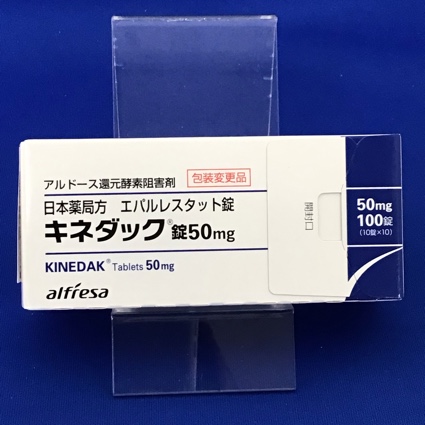 アルドース還元酵素阻害剤
包装変更品
日本薬局方 エパルレスタット錠
キネダック®錠50mg
KINEDAK® Tablets 50mg
alfresa
開封口
50mg
100錠
(10錠×10)